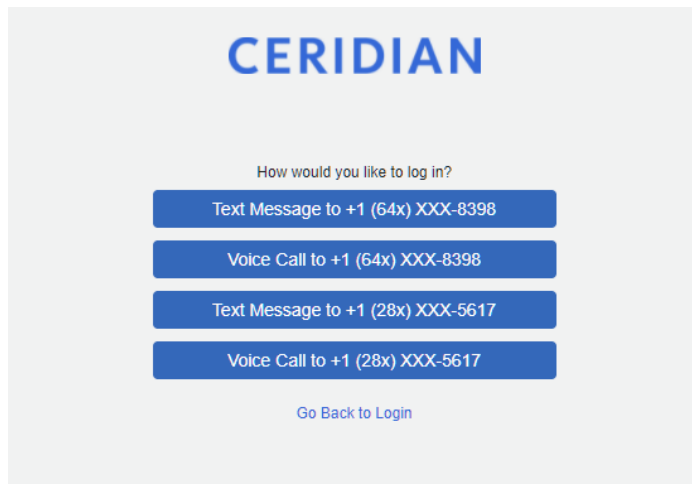 CERIDIAN
How would you like to log in?
Text Message to +1 (64x) XXX-8398
Voice Call to +1 (64x) XXX-8398
Text Message to +1 (28x) XXX-5617
Voice Call to +1 (28x) XXX-5617
Go Back to Login